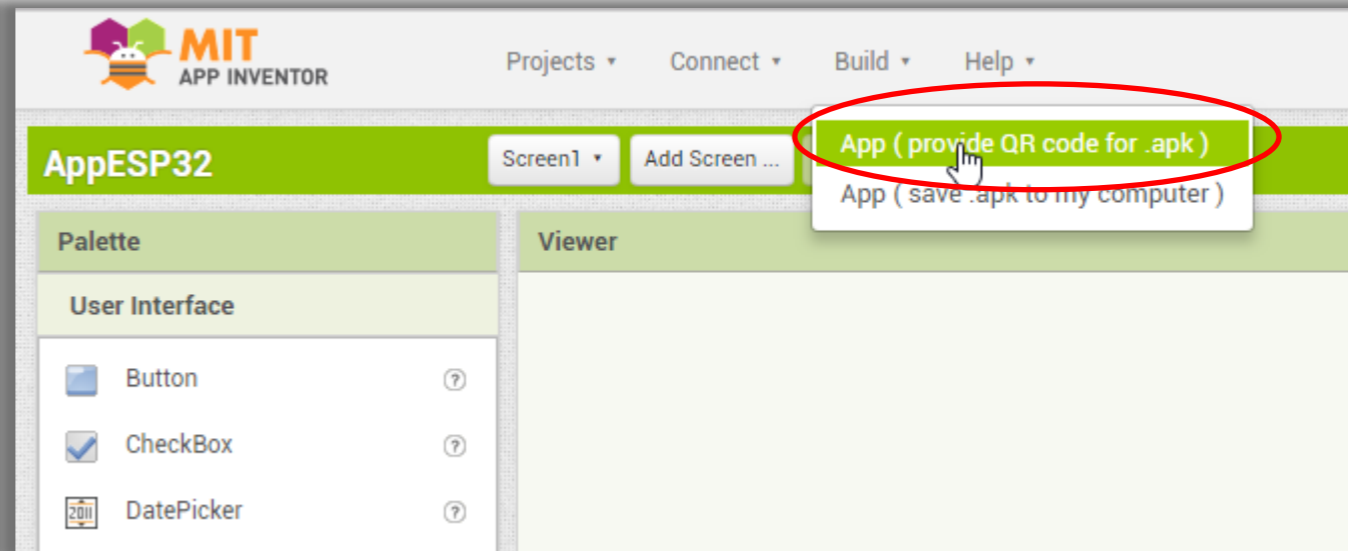 MIT
APP INVENTOR
Projects Connect Build Help
AppESP32
Screen1 Add Screen ...
App ( provide QR code for .apk )
App ( save .apk to my computer )
Palette
Viewer
User Interface
Button ?
CheckBox ?
2011 DatePicker ?